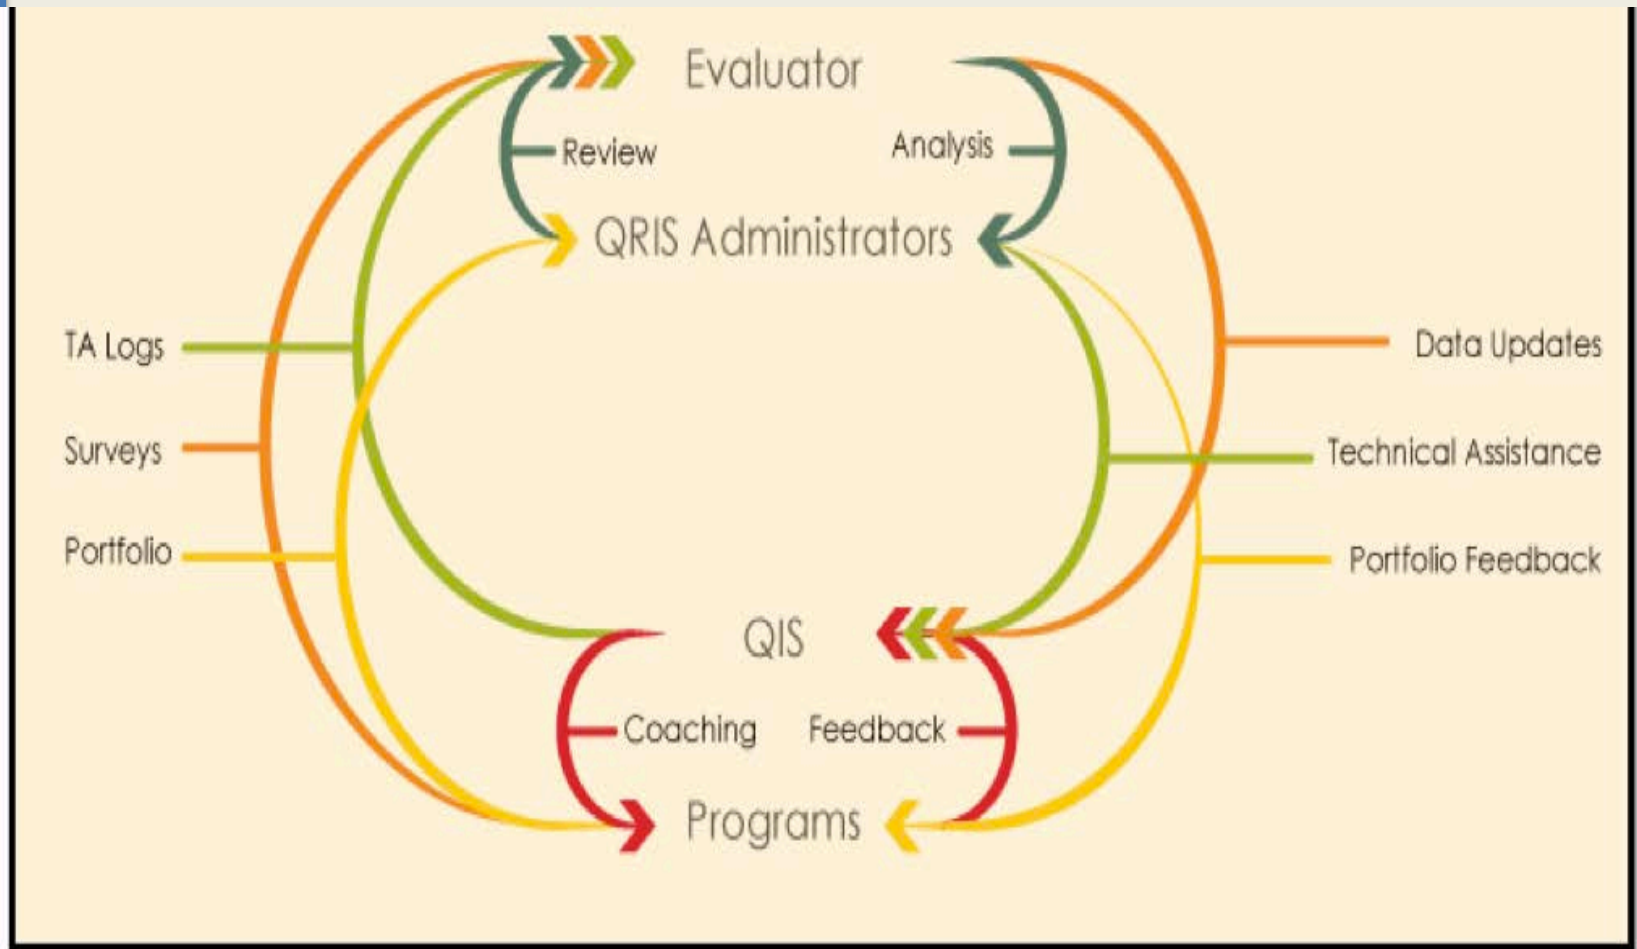 Evaluator
Review
Analysis
QRIS Administrators
TA Logs
Data Updates
Surveys
Technical Assistance
Portfolio
Portfolio Feedback
QIS
Coaching
Feedback
Programs